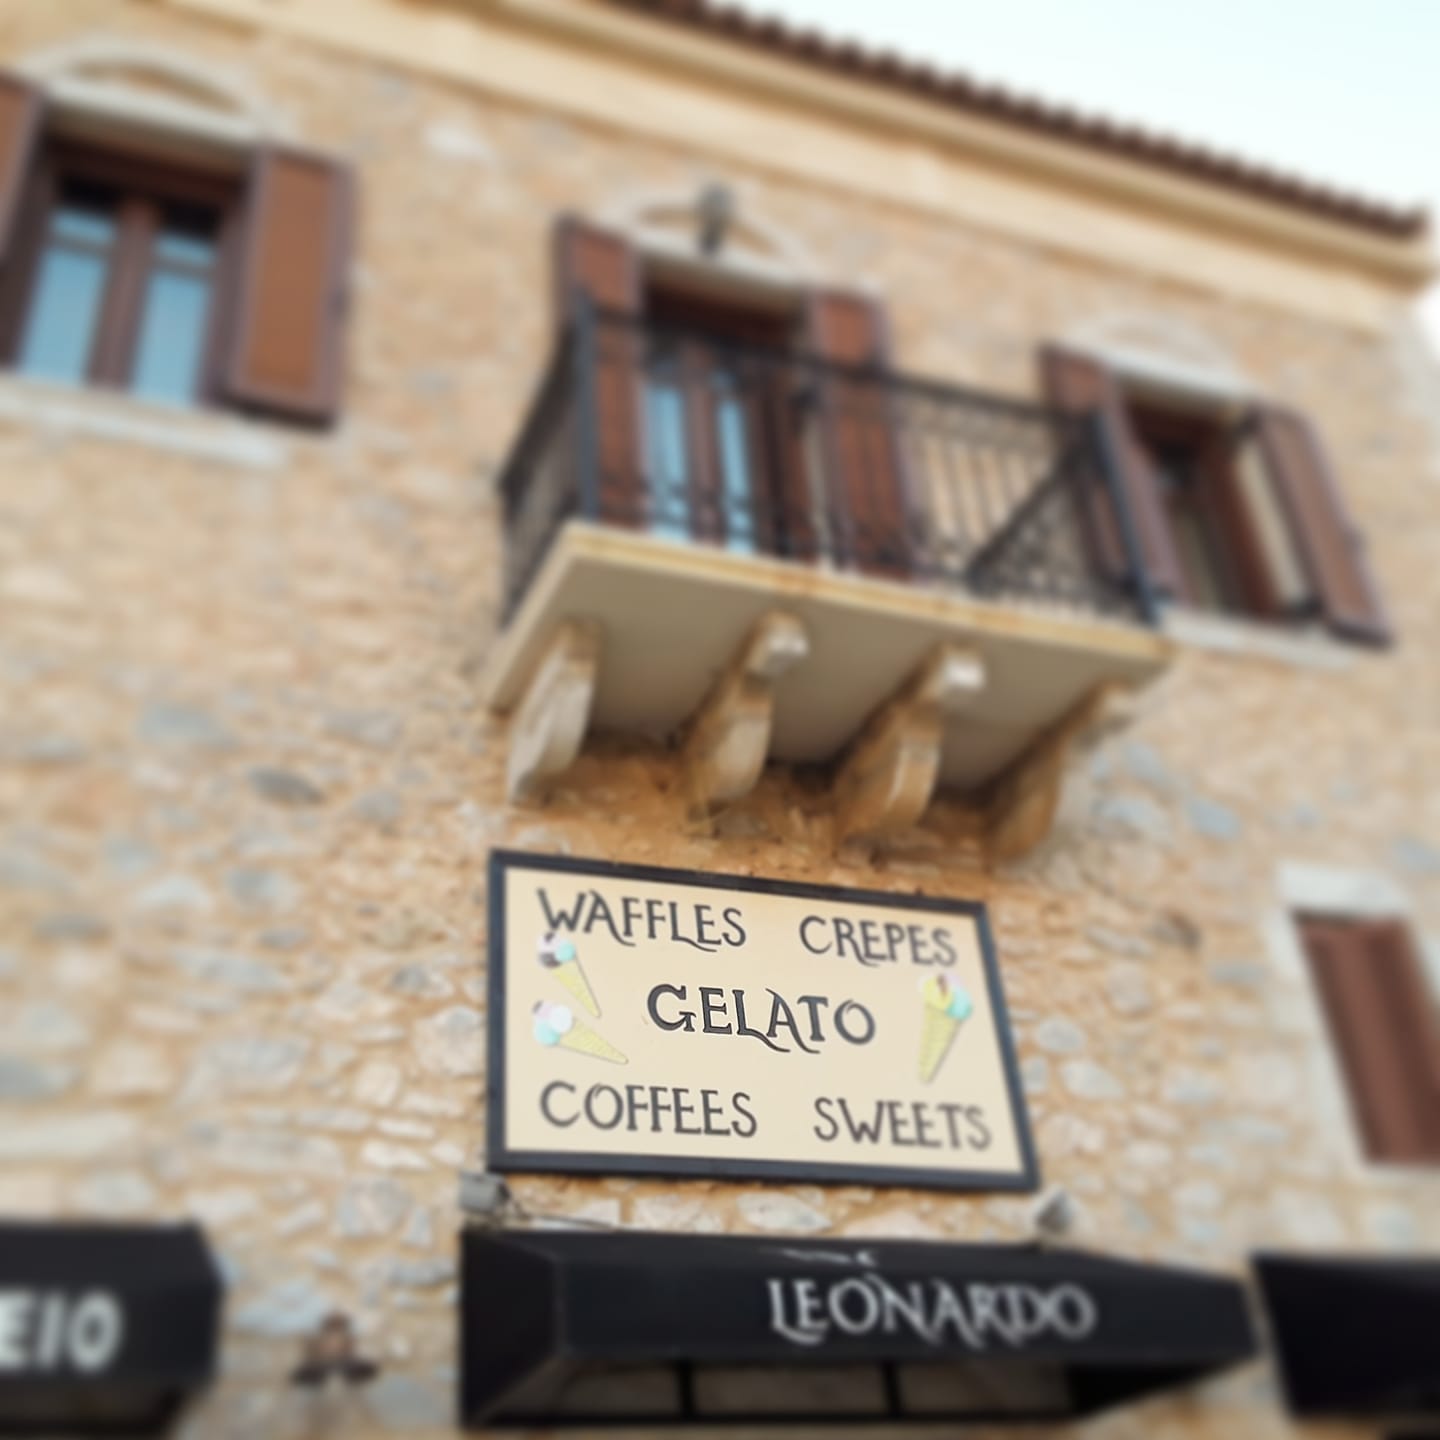 WAFFLES CREPES
GELATO
COFFEES SWEETS
LEONARDO
ΕΙΟ